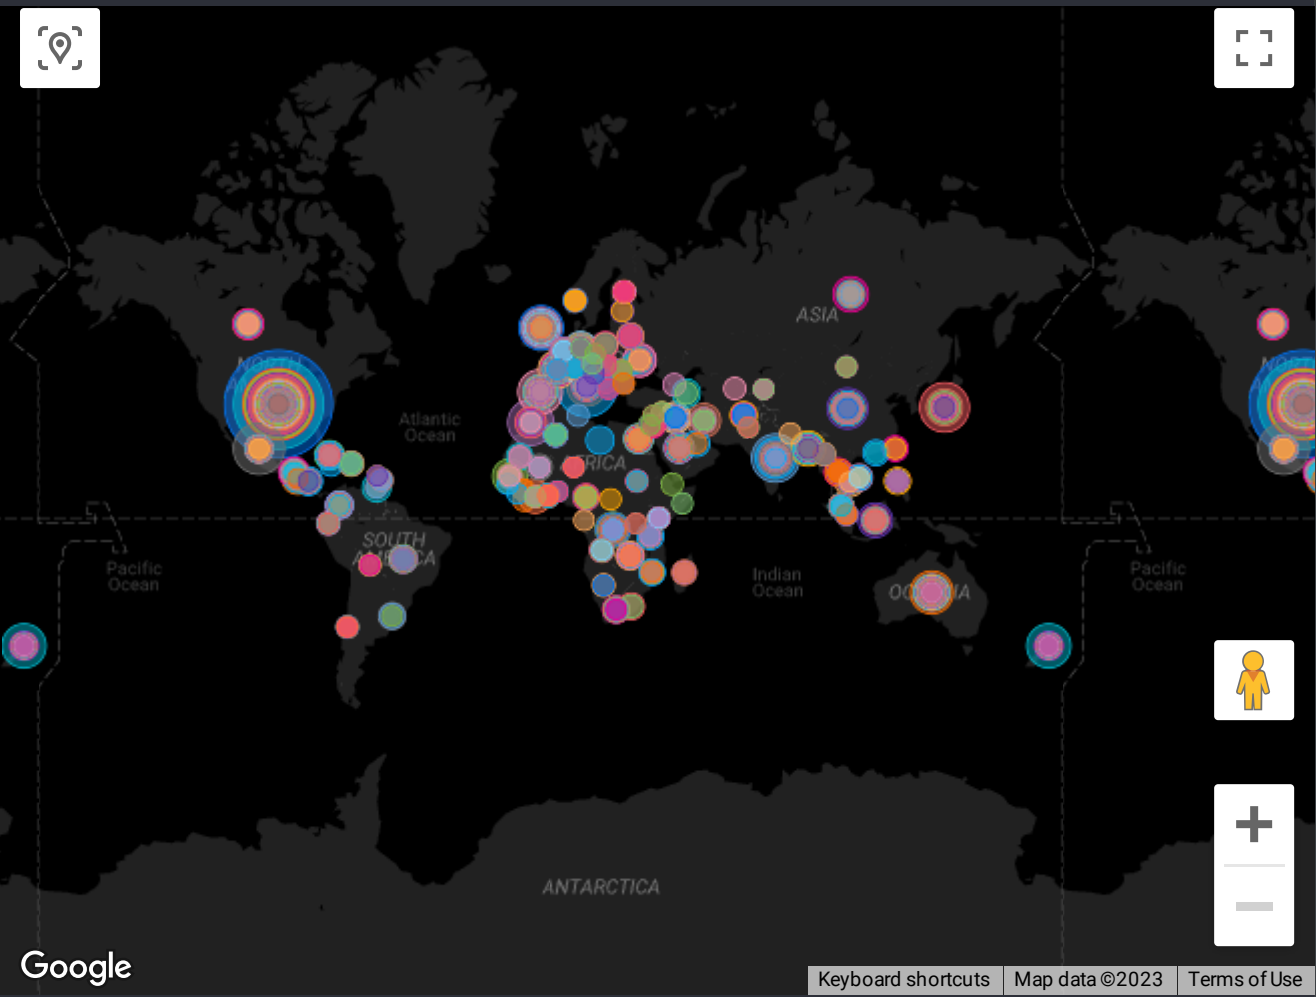 ASIA
Atlantic
Ocean
SOUTH
Pacific
Ocean
Indian
Ocean
Pacific
Ocean
ANTARCTICA
Google
Keyboard shortcuts
Map data ©2023
Terms of Use